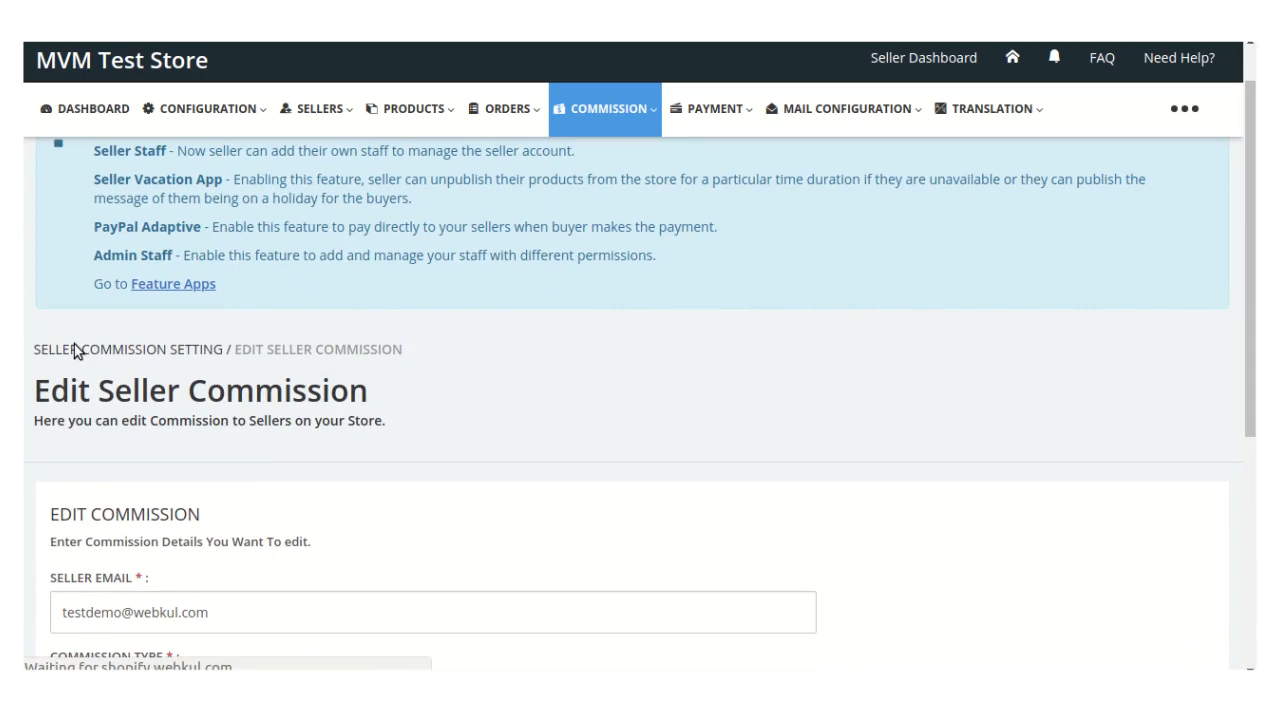 MVM Test Store
Seller Dashboard FAQ Need Help?
DASHBOARD CONFIGURATION SELLERS PRODUCTS ORDERS COMMISSION PAYMENT MAIL CONFIGURATION TRANSLATION
Seller Staff - Now seller can add their own staff to manage the seller account.
Seller Vacation App - Enabling this feature, seller can unpublish their products from the store for a particular time duration if they are unavailable or they can publish the
message of them being on a holiday for the buyers.
PayPal Adaptive - Enable this feature to pay directly to your sellers when buyer makes the payment.
Admin Staff - Enable this feature to add and manage your staff with different permissions.
Go to Feature Apps
SELLER COMMISSION SETTING / EDIT SELLER COMMISSION
Edit Seller Commission
Here you can edit Commission to Sellers on your Store.
EDIT COMMISSION
Enter Commission Details You Want To edit.
SELLER EMAIL * :
testdemo@webkul.com
COMMISSION TYPE * :
Waiting for shopify.webkul.com